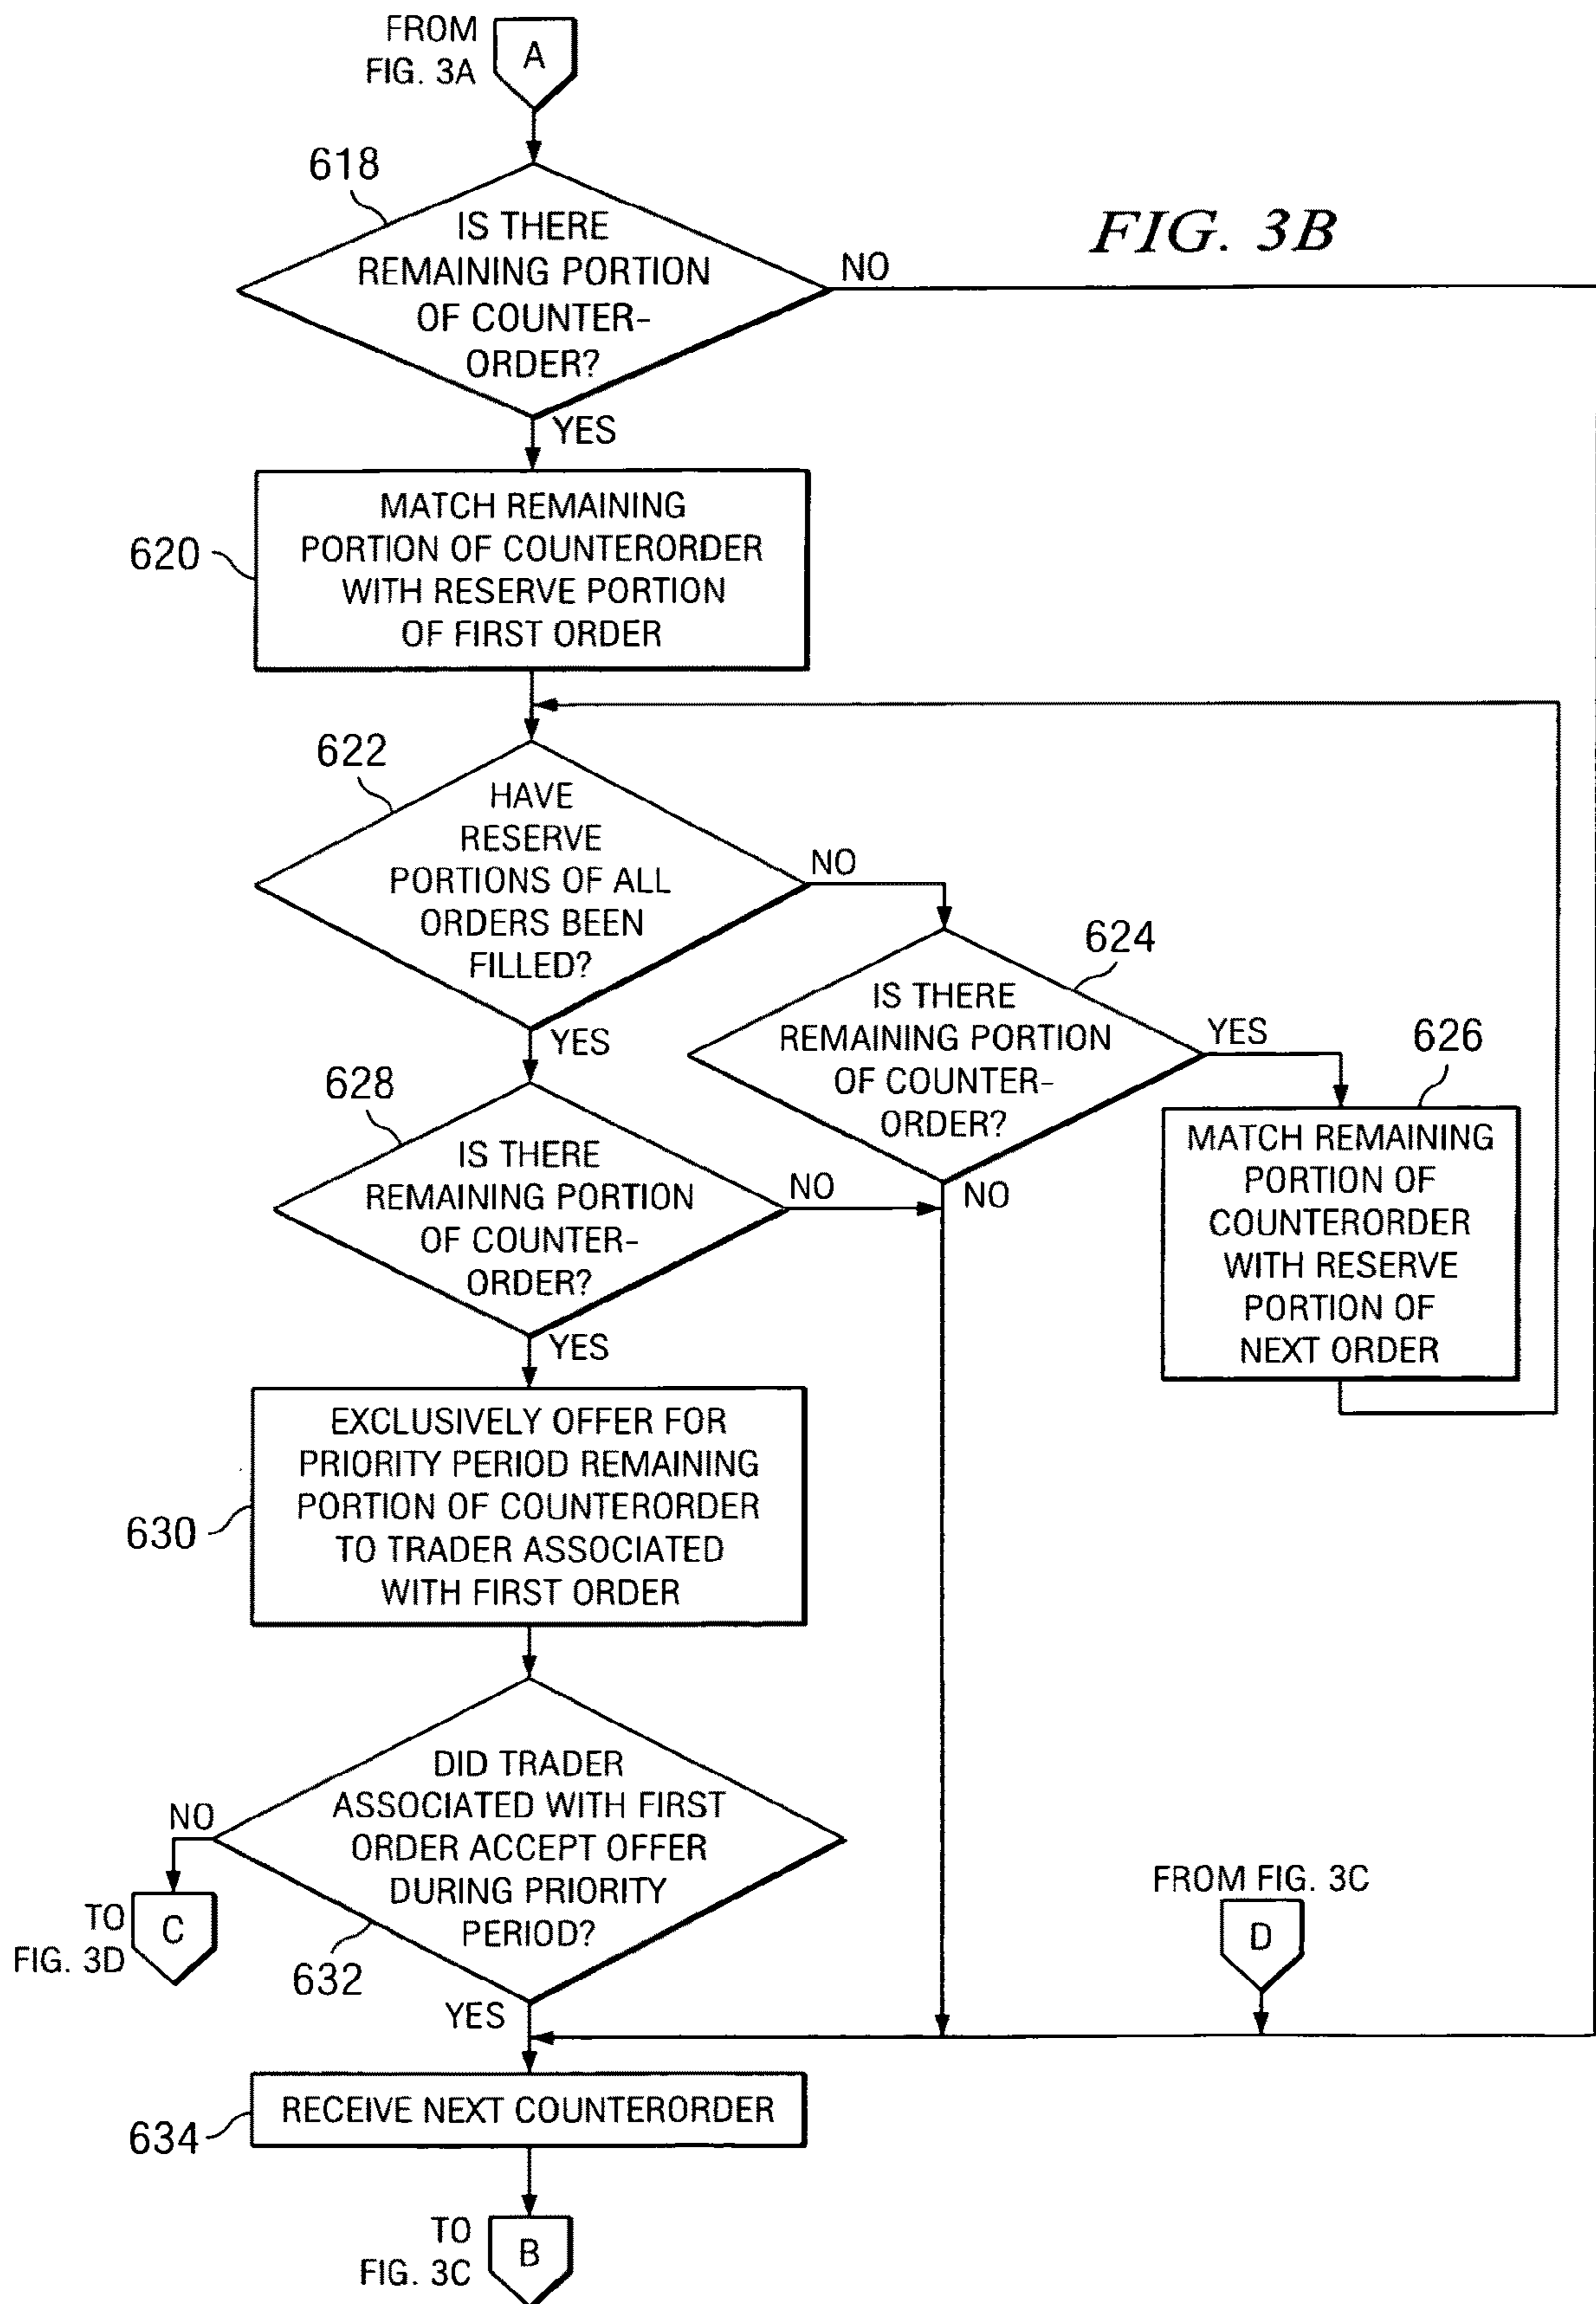 FROM
FIG. 3A
A
618
IS THERE
REMAINING PORTION
OF COUNTER-
ORDER?
NO
FIG. 3B
YES
620
MATCH REMAINING
PORTION OF COUNTERORDER
WITH RESERVE PORTION
OF FIRST ORDER
622
HAVE
RESERVE
PORTIONS OF ALL
ORDERS BEEN
FILLED?
NO
YES
624
IS THERE
REMAINING PORTION
OF COUNTER-
ORDER?
YES
NO
626
MATCH REMAINING
PORTION OF
COUNTERORDER
WITH RESERVE
PORTION OF
NEXT ORDER
628
IS THERE
REMAINING PORTION
OF COUNTER-
ORDER?
NO
YES
630
EXCLUSIVELY OFFER FOR
PRIORITY PERIOD REMAINING
PORTION OF COUNTERORDER
TO TRADER ASSOCIATED
WITH FIRST ORDER
DID TRADER
ASSOCIATED WITH FIRST
ORDER ACCEPT OFFER
DURING PRIORITY
PERIOD?
632
NO
TO
FIG. 3D
C
YES
FROM FIG. 3C
D
634
RECEIVE NEXT COUNTERORDER
TO
FIG. 3C
B